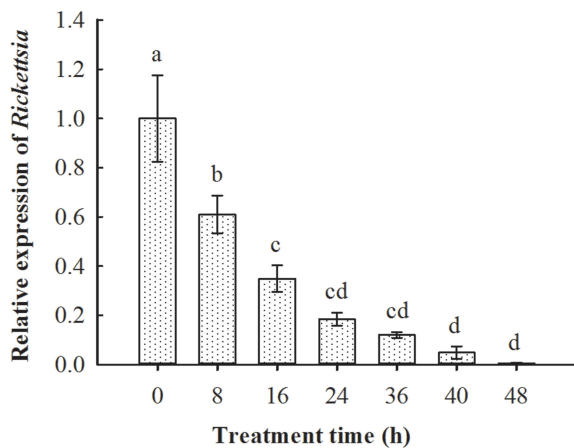 Relative expression of Rickettsia
1.4
1.2
1.0
0.8
0.6
0.4
0.2
0.0
a
b
c
cd
cd
d
d
0 8 16 24 36 40 48
Treatment time (h)